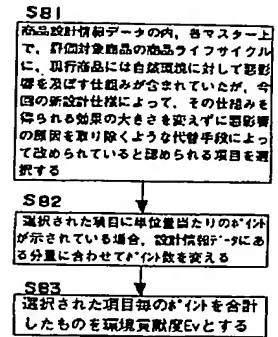 S81
商品設計情報データの内，各マスター上
で，評価対象商品の商品ライフサイクル
に，現行商品には自然環境に対して悪影
響を及ぼす仕組みが含まれていたが，今
回の新設計仕様によって，その仕組みを
得られる効果の大きさを変えずに悪影響
の原因を取り除くような代替手段によっ
て改められていると認められる項目を選
択する
S82
選択された項目に単位量当たりのﾎﾟｲﾝﾄ
が示されている場合，設計情報ﾃﾞｰﾀにあ
る分量に合わせてﾎﾟｲﾝﾄ数を変える
S83
選択された項目毎のﾎﾟｲﾝﾄを合計
したものを環境貢献度Evとする